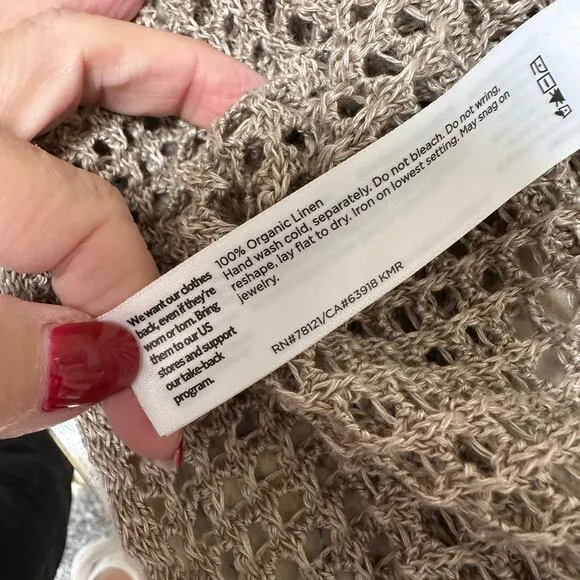 We want our clothes
back, even if they're
worn or torn. Bring
them to our US
stores and support
our take-back
program.
100% Organic Linen
Hand wash cold, separately. Do not bleach. Do not wring,
reshape, lay flat to dry. Iron on lowest setting. May snag on
jewelry.
RN#78121/CA#63918 KMR